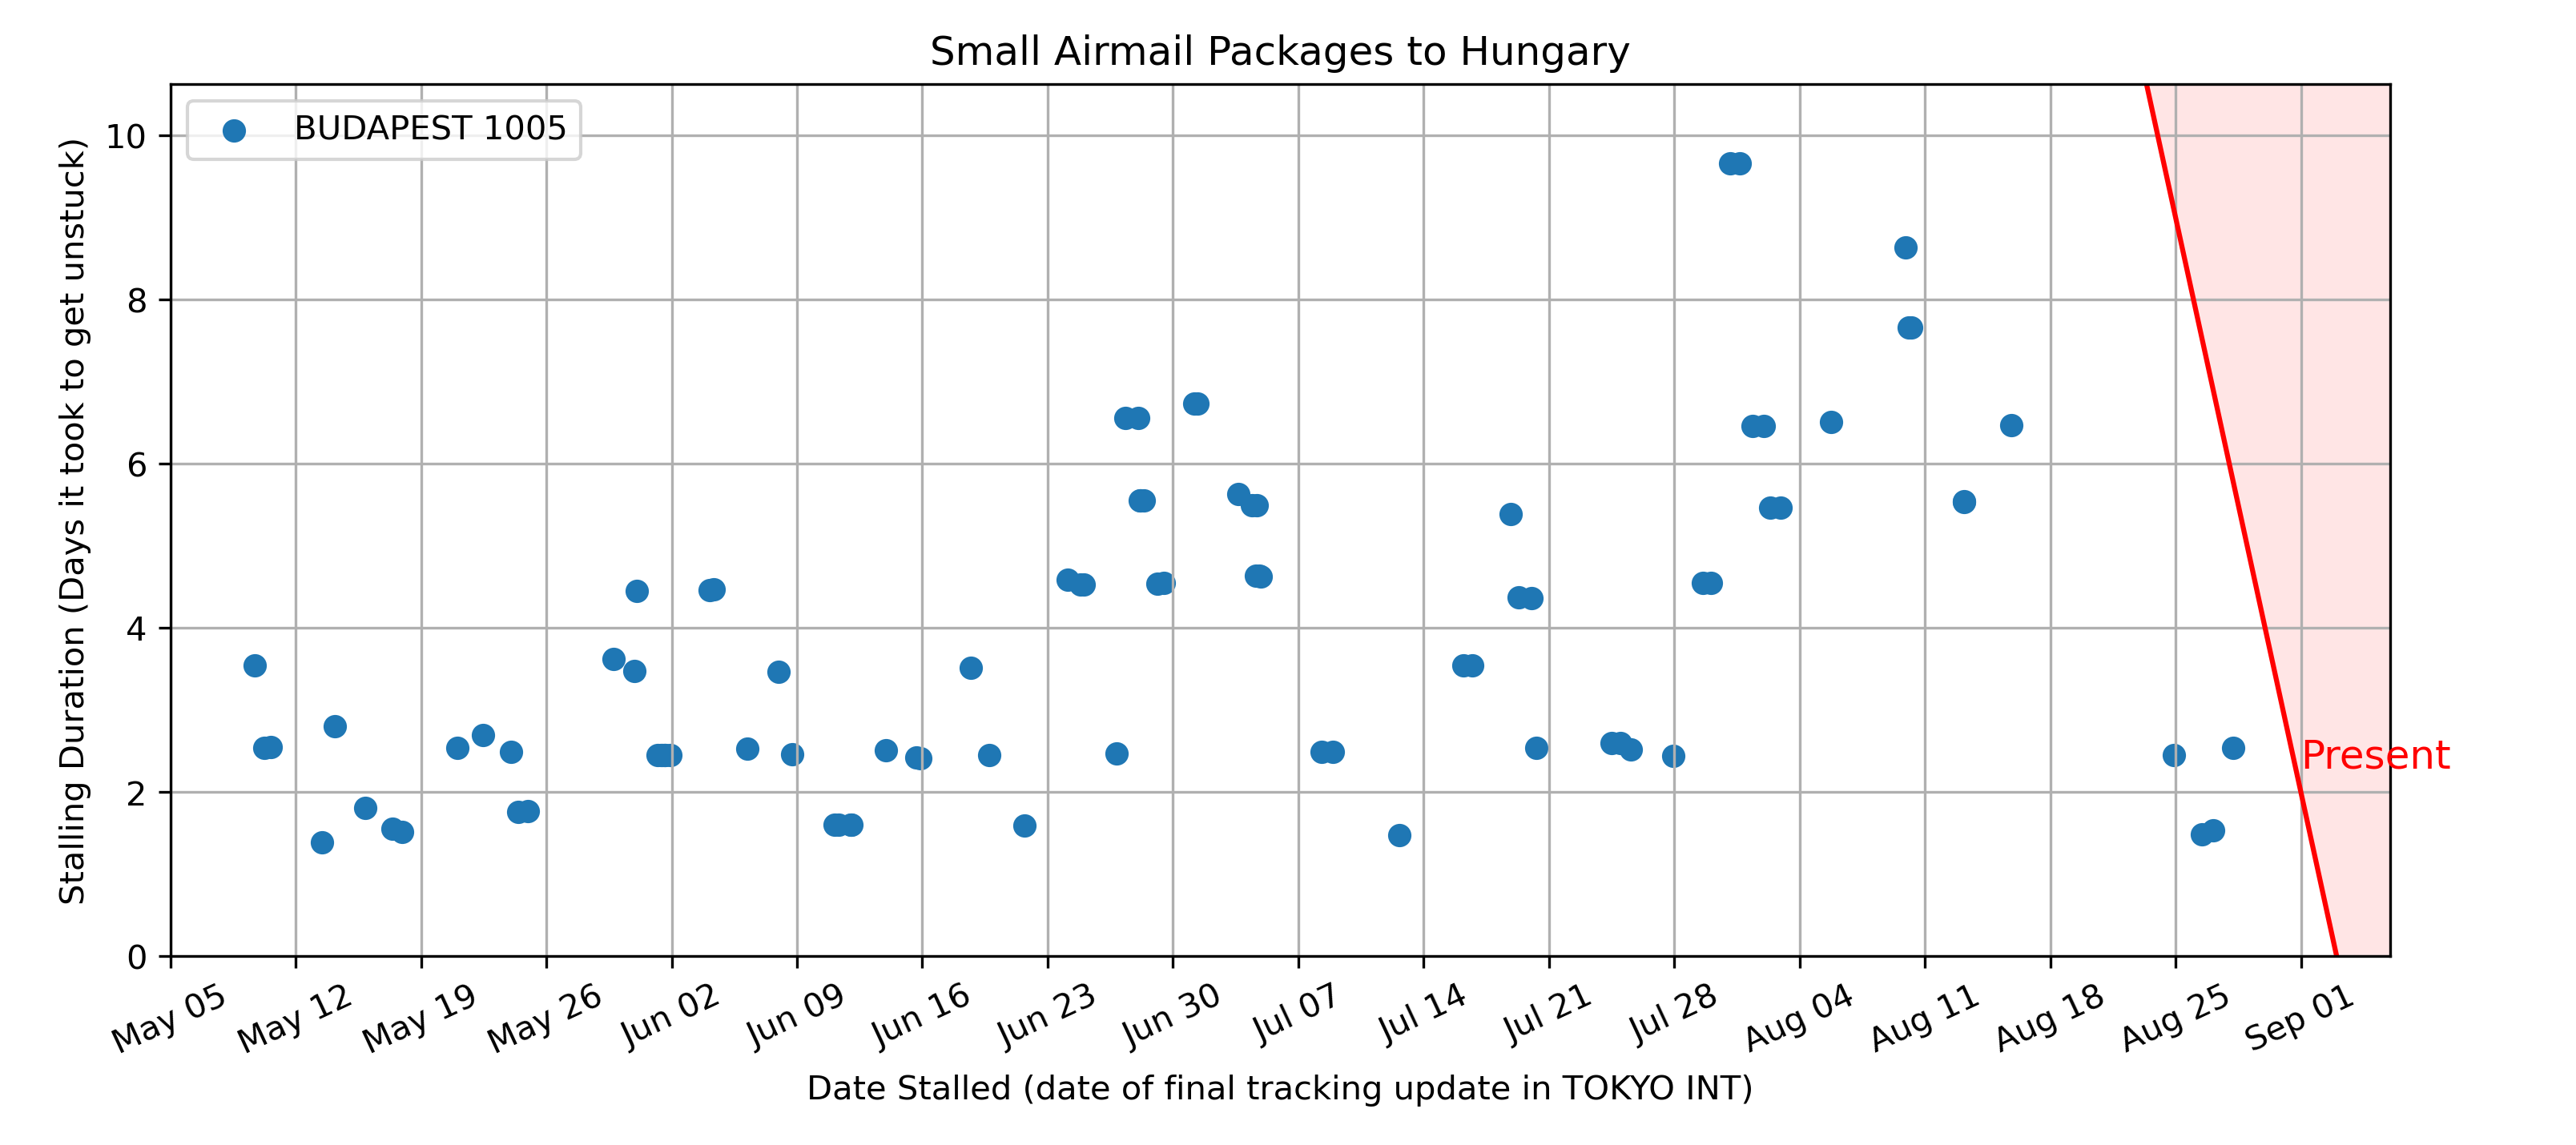 Small Airmail Packages to Hungary
BUDAPEST 1005
Stalling Duration (Days it took to get unstuck)
10
8
6
4
2
0
Present
May 05
May 12
May 19
May 26
Jun 02
Jun 09
Jun 16
Jun 23
Jun 30
Jul 07
Jul 14
Jul 21
Jul 28
Aug 04
Aug 11
Aug 18
Aug 25
Sep 01
Date Stalled (date of final tracking update in TOKYO INT)